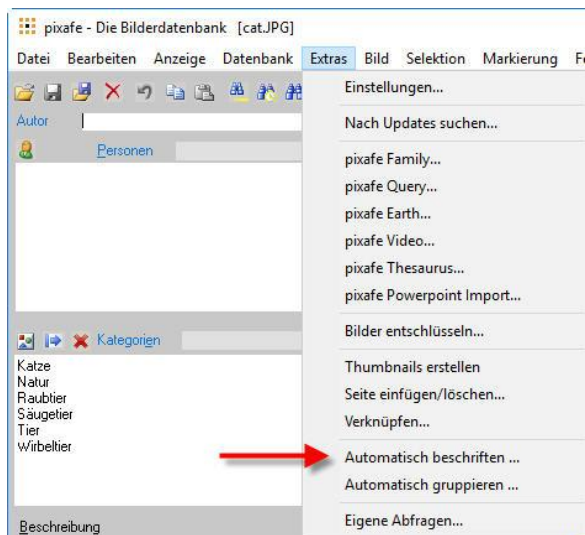 pixafe - Die Bilderdatenbank [cat.JPG]
Datei Bearbeiten Anzeige Datenbank Extras Bild Selektion Markierung
Autor
Personen
Kategorien
Katze
Natur
Raubtier
Säugetier
Tier
Wirbeltier
Beschreibung
Einstellungen...
Nach Updates suchen...
pixafe Family...
pixafe Query...
pixafe Earth...
pixafe Video...
pixafe Thesaurus...
pixafe Powerpoint Import...
Bilder entschlüsseln...
Thumbnails erstellen
Seite einfügen/löschen...
Verknüpfen...
Automatisch beschriften ...
Automatisch gruppieren ...
Eigene Abfragen...